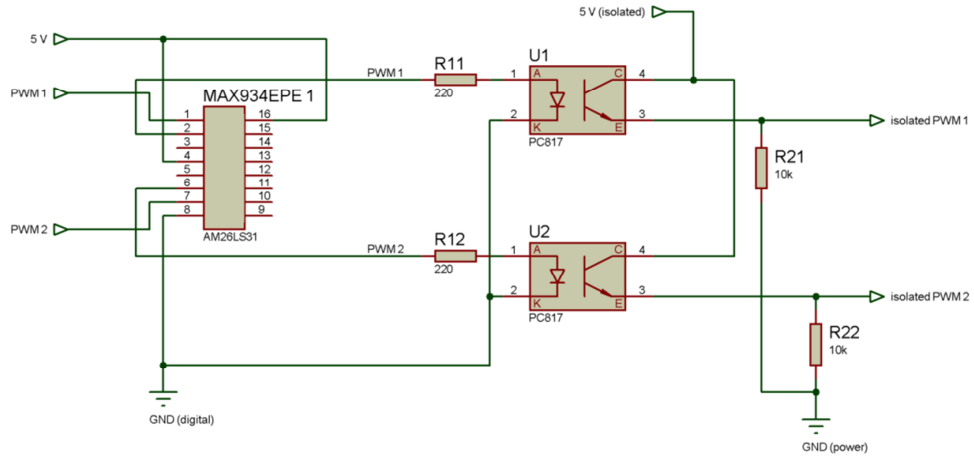 5 V (isolated)
5 V
U1
R11
PWM 1
1
A
C
4
220
PWM 1
MAX934EPE 1
1
16
2
K
E
3
isolated PWM 1
2
15
PC817
3
14
4
13
R21
10k
5
12
6
11
7
10
8
9
PWM 2
U2
AM26LS31
R12
PWM 2
1
A
C
4
220
2
K
E
3
isolated PWM 2
PC817
R22
10k
GND (digital)
GND (power)